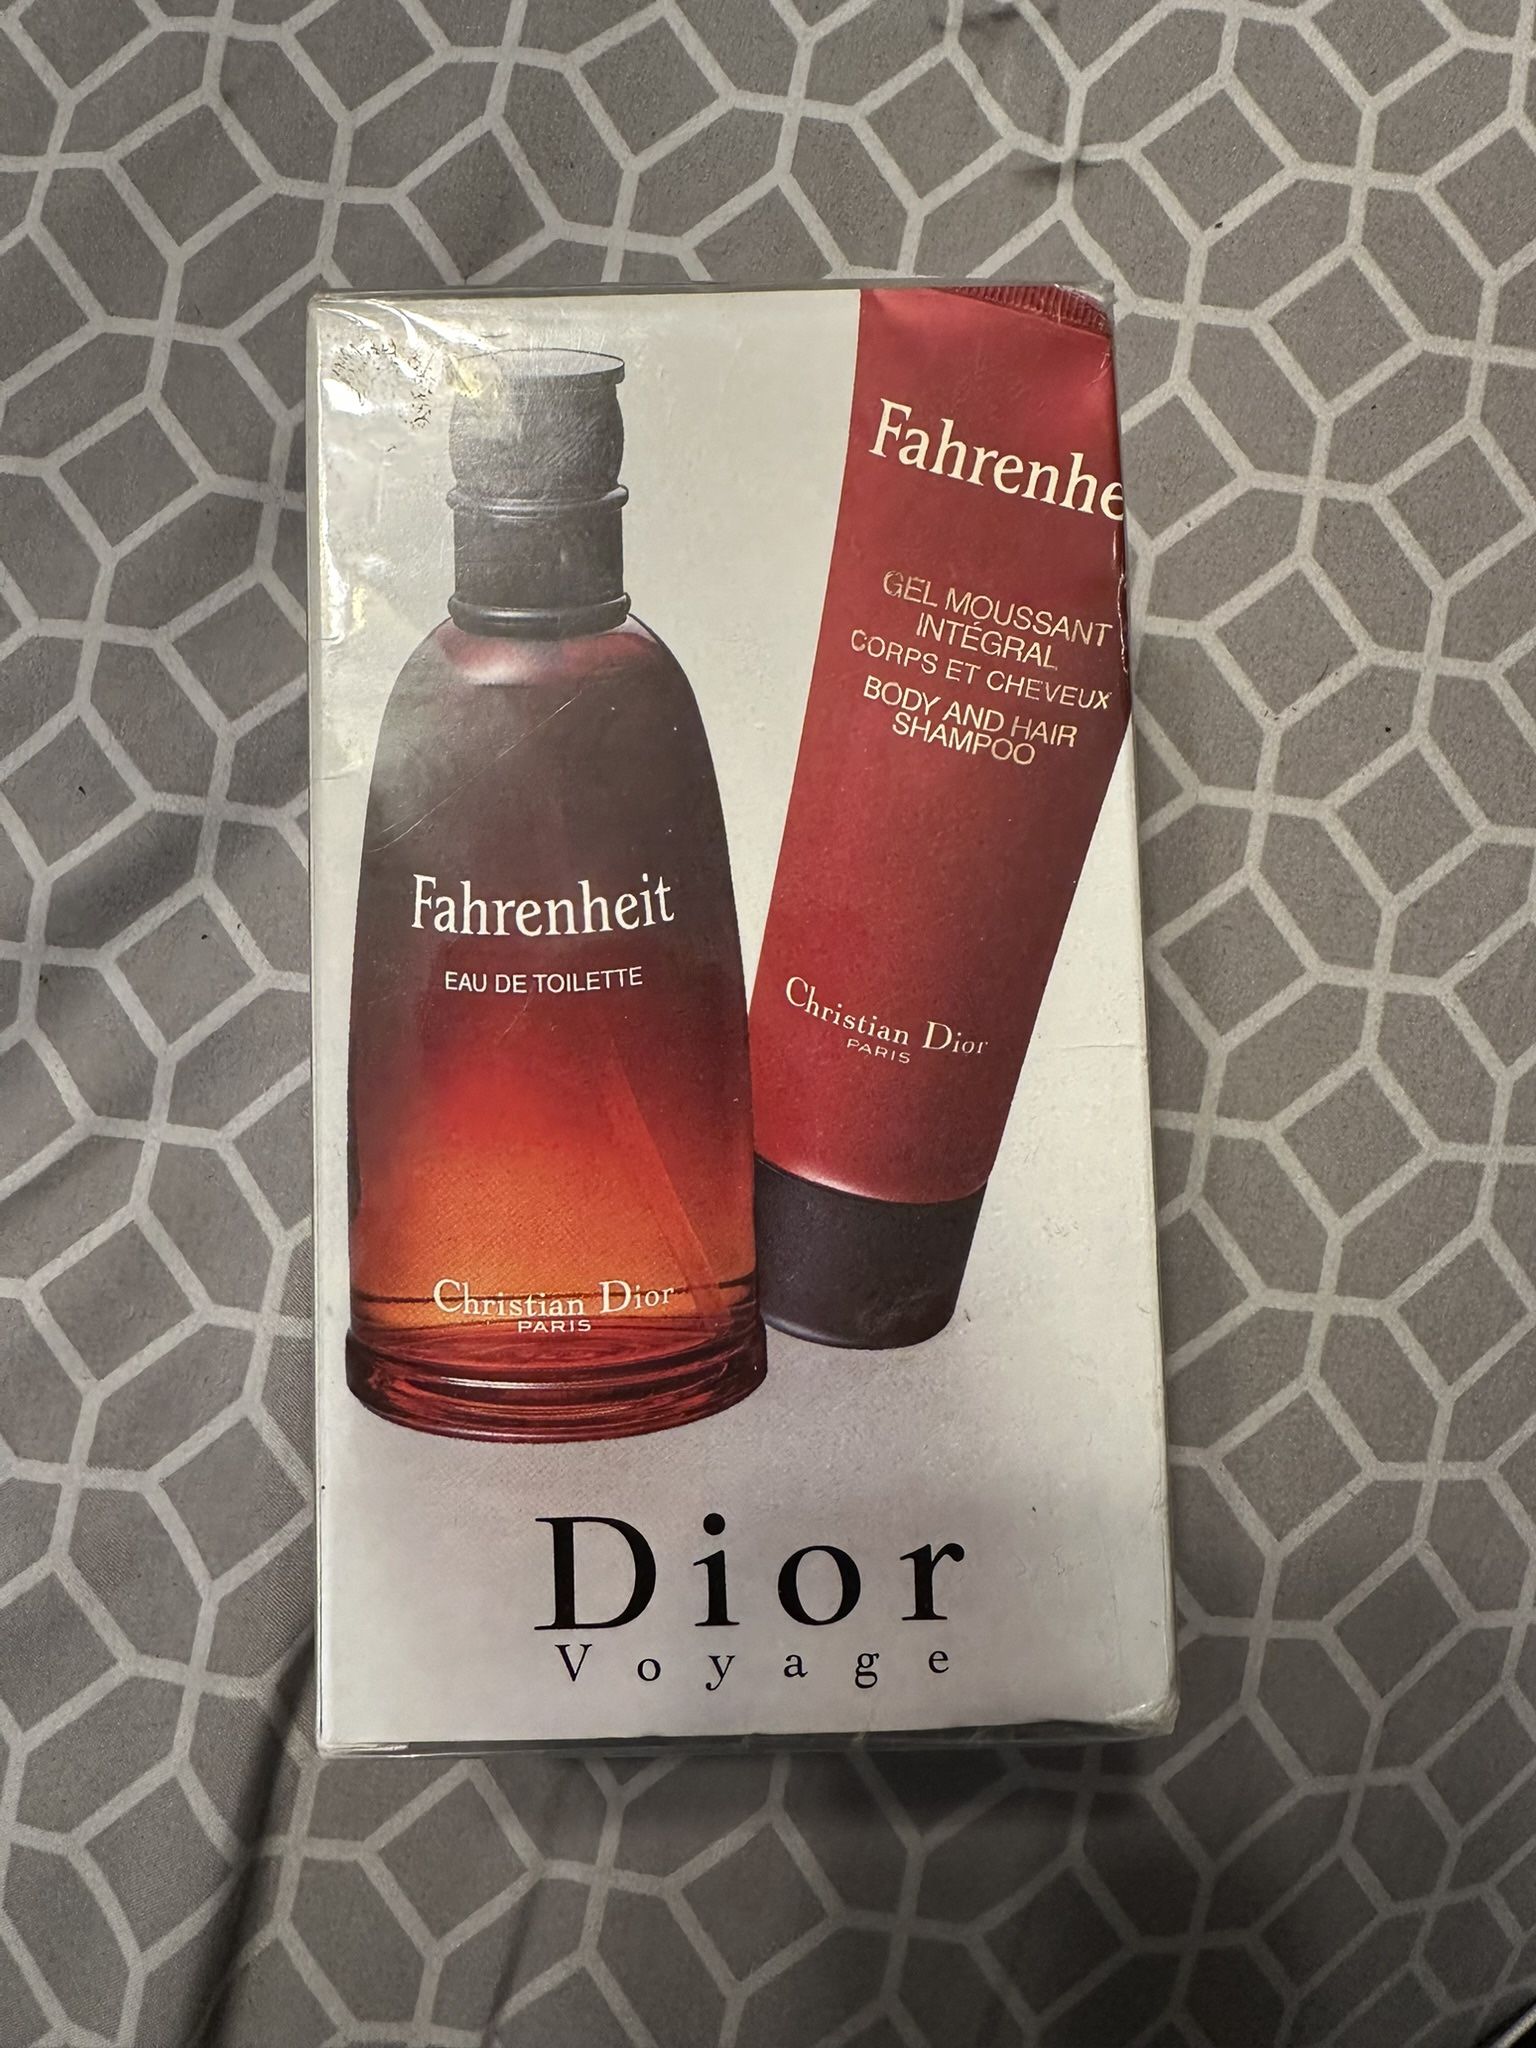 Fahrenheit
EAU DE TOILETTE
Christian Dior
PARIS
Fahrenhe
GEL MOUSSANT
INTÉGRAL
CORPS ET CHEVEUX
BODY AND HAIR
SHAMPOO
Christian Dior
PARIS
Dior
Voyage